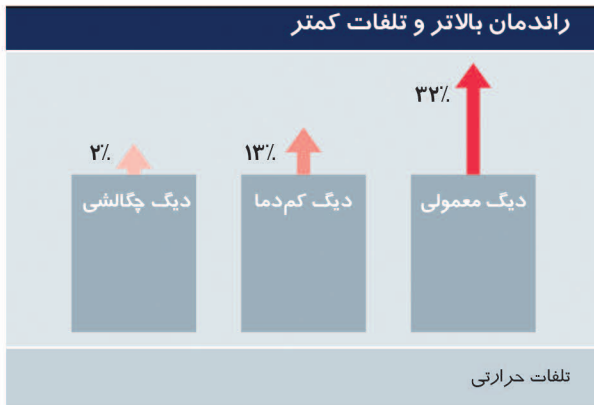 راندمان بالاتر و تلفات کمتر
۳۲٪
۱۳٪
۲٪
دیگ معمولی
دیگ کم‌دما
دیگ چگالشی
تلفات حرارتی